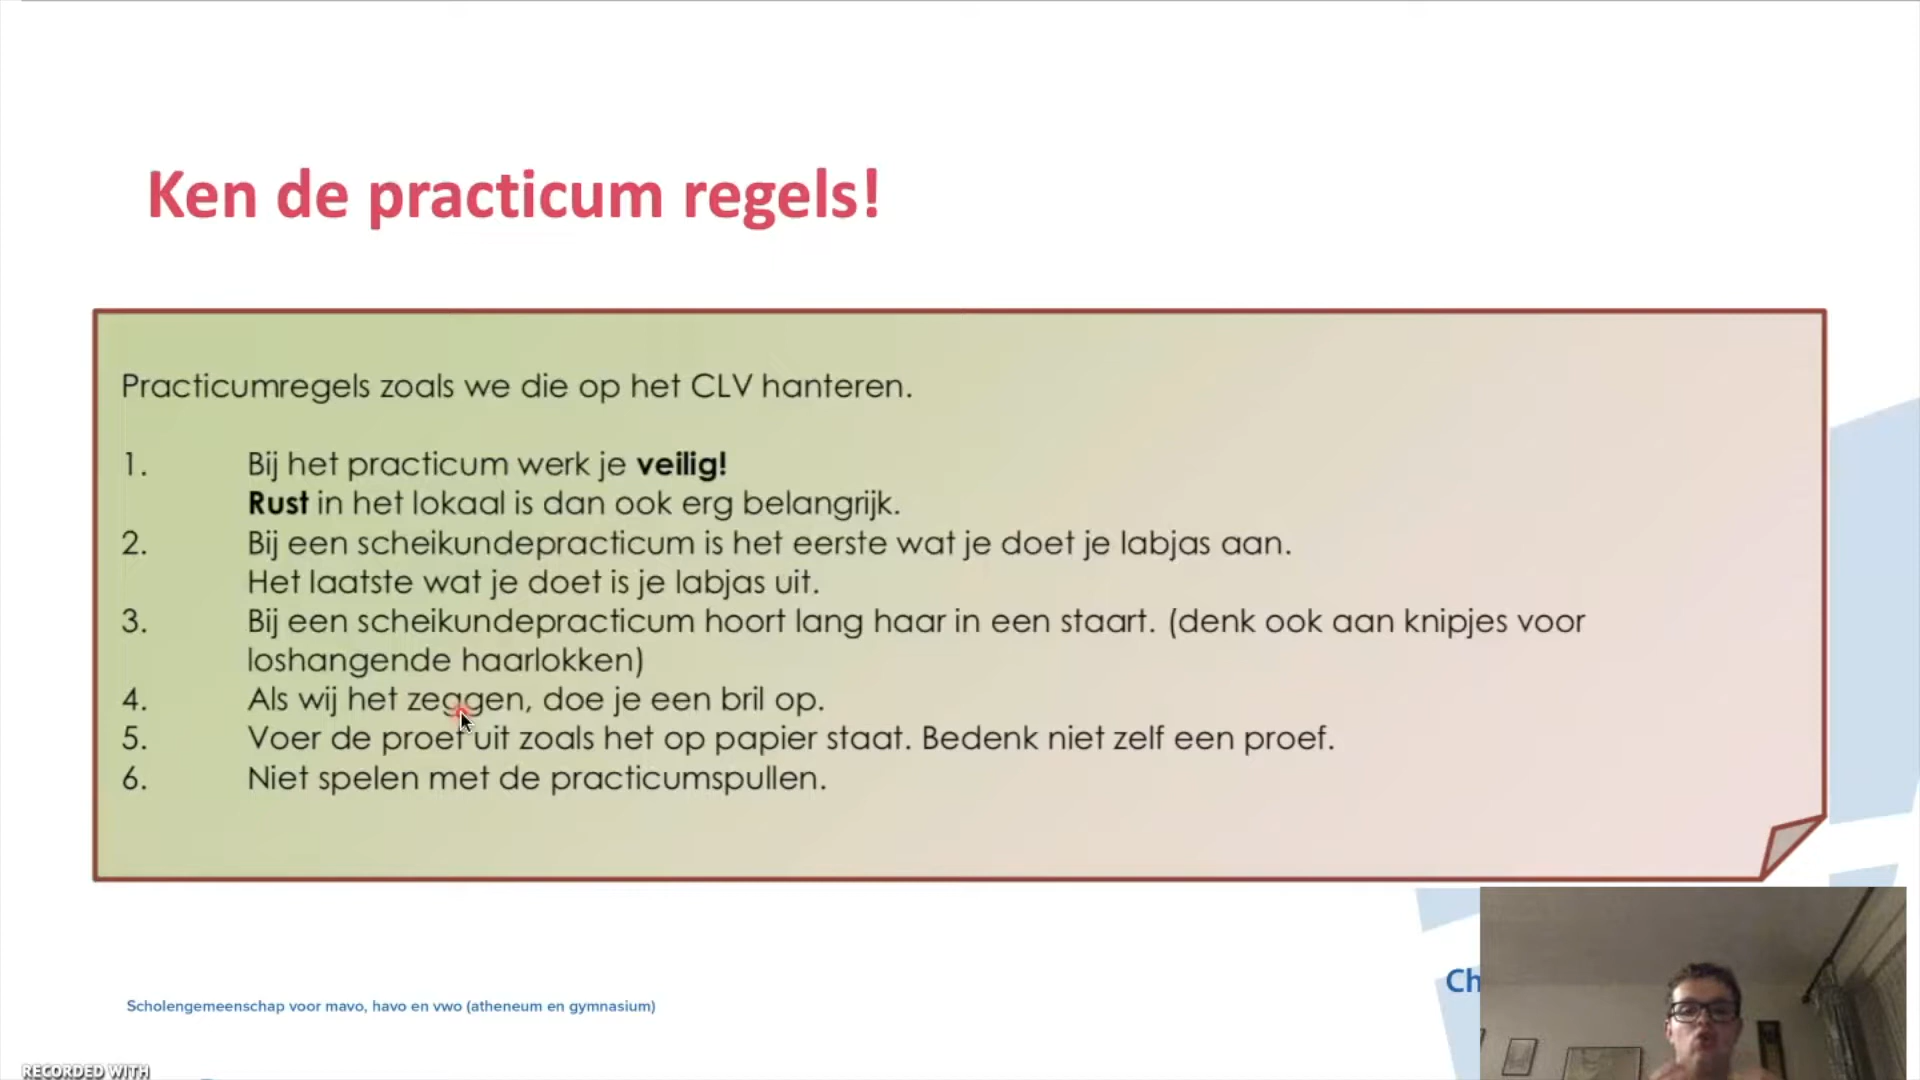 Ken de practicum regels!
Practicumregels zoals we die op het CLV hanteren.
1. Bij het practicum werk je veilig!
Rust in het lokaal is dan ook erg belangrijk.
2. Bij een scheikundepracticum is het eerste wat je doet je labjas aan.
Het laatste wat je doet is je labjas uit.
3. Bij een scheikundepracticum hoort lang haar in een staart. (denk ook aan knipjes voor
loshangende haarlokken)
4. Als wij het zeggen, doe je een bril op.
5. Voer de proef uit zoals het op papier staat. Bedenk niet zelf een proef.
6. Niet spelen met de practicumspullen.
Ch
Scholengemeenschap voor mavo, havo en vwo (atheneum en gymnasium)
RECORDED WITH